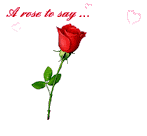 A rose to say ...